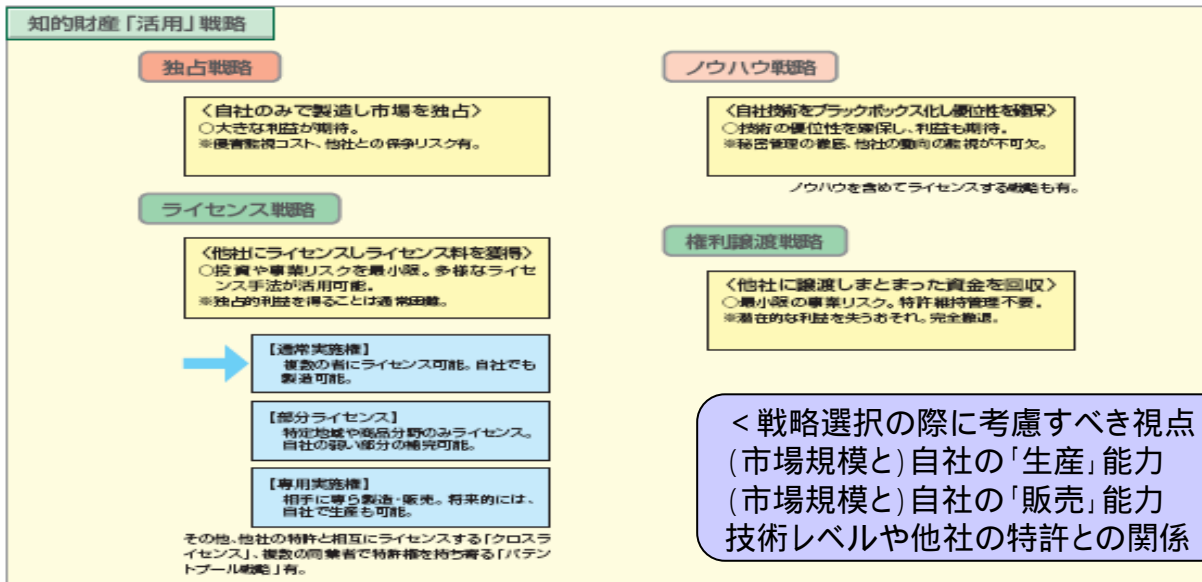 知的財産「活用」戦略
独占戦略
〈自社のみで製造し市場を独占〉
○大きな利益が期待。
※侵害監視コスト、他社との係争リスク有。
ライセンス戦略
〈他社にライセンスしライセンス料を獲得〉
○投資や事業リスクを最小限。多様なライセ
ンス手法が活用可能。
※独占的利益を得ることは通常困難。
【通常実施権】
複数の者にライセンス可能。自社でも
製造可能。
【部分ライセンス】
特定地域や商品分野のみライセンス。
自社の弱い部分の補完可能。
【専用実施権】
相手に専ら製造・販売。将来的には、
自社で生産も可能。
その他、他社の特許と相互にライセンスする「クロスラ
イセンス」、複数の同業者で特許権を持ち寄る「パテン
トプール戦略」有。
ノウハウ戦略
〈自社技術をブラックボックス化し優位性を確保〉
○技術の優位性を確保し、利益も期待。
※秘密管理の徹底、他社の動向の監視が不可欠。
ノウハウを含めてライセンスする戦略も有。
権利譲渡戦略
〈他社に譲渡しまとまった資金を回収〉
○最小限の事業リスク。特許維持管理不要。
※潜在的な利益を失うおそれ。完全撤退。
<戦略選択の際に考慮すべき視点
(市場規模と)自社の「生産」能力
(市場規模と)自社の「販売」能力
技術レベルや他社の特許との関係